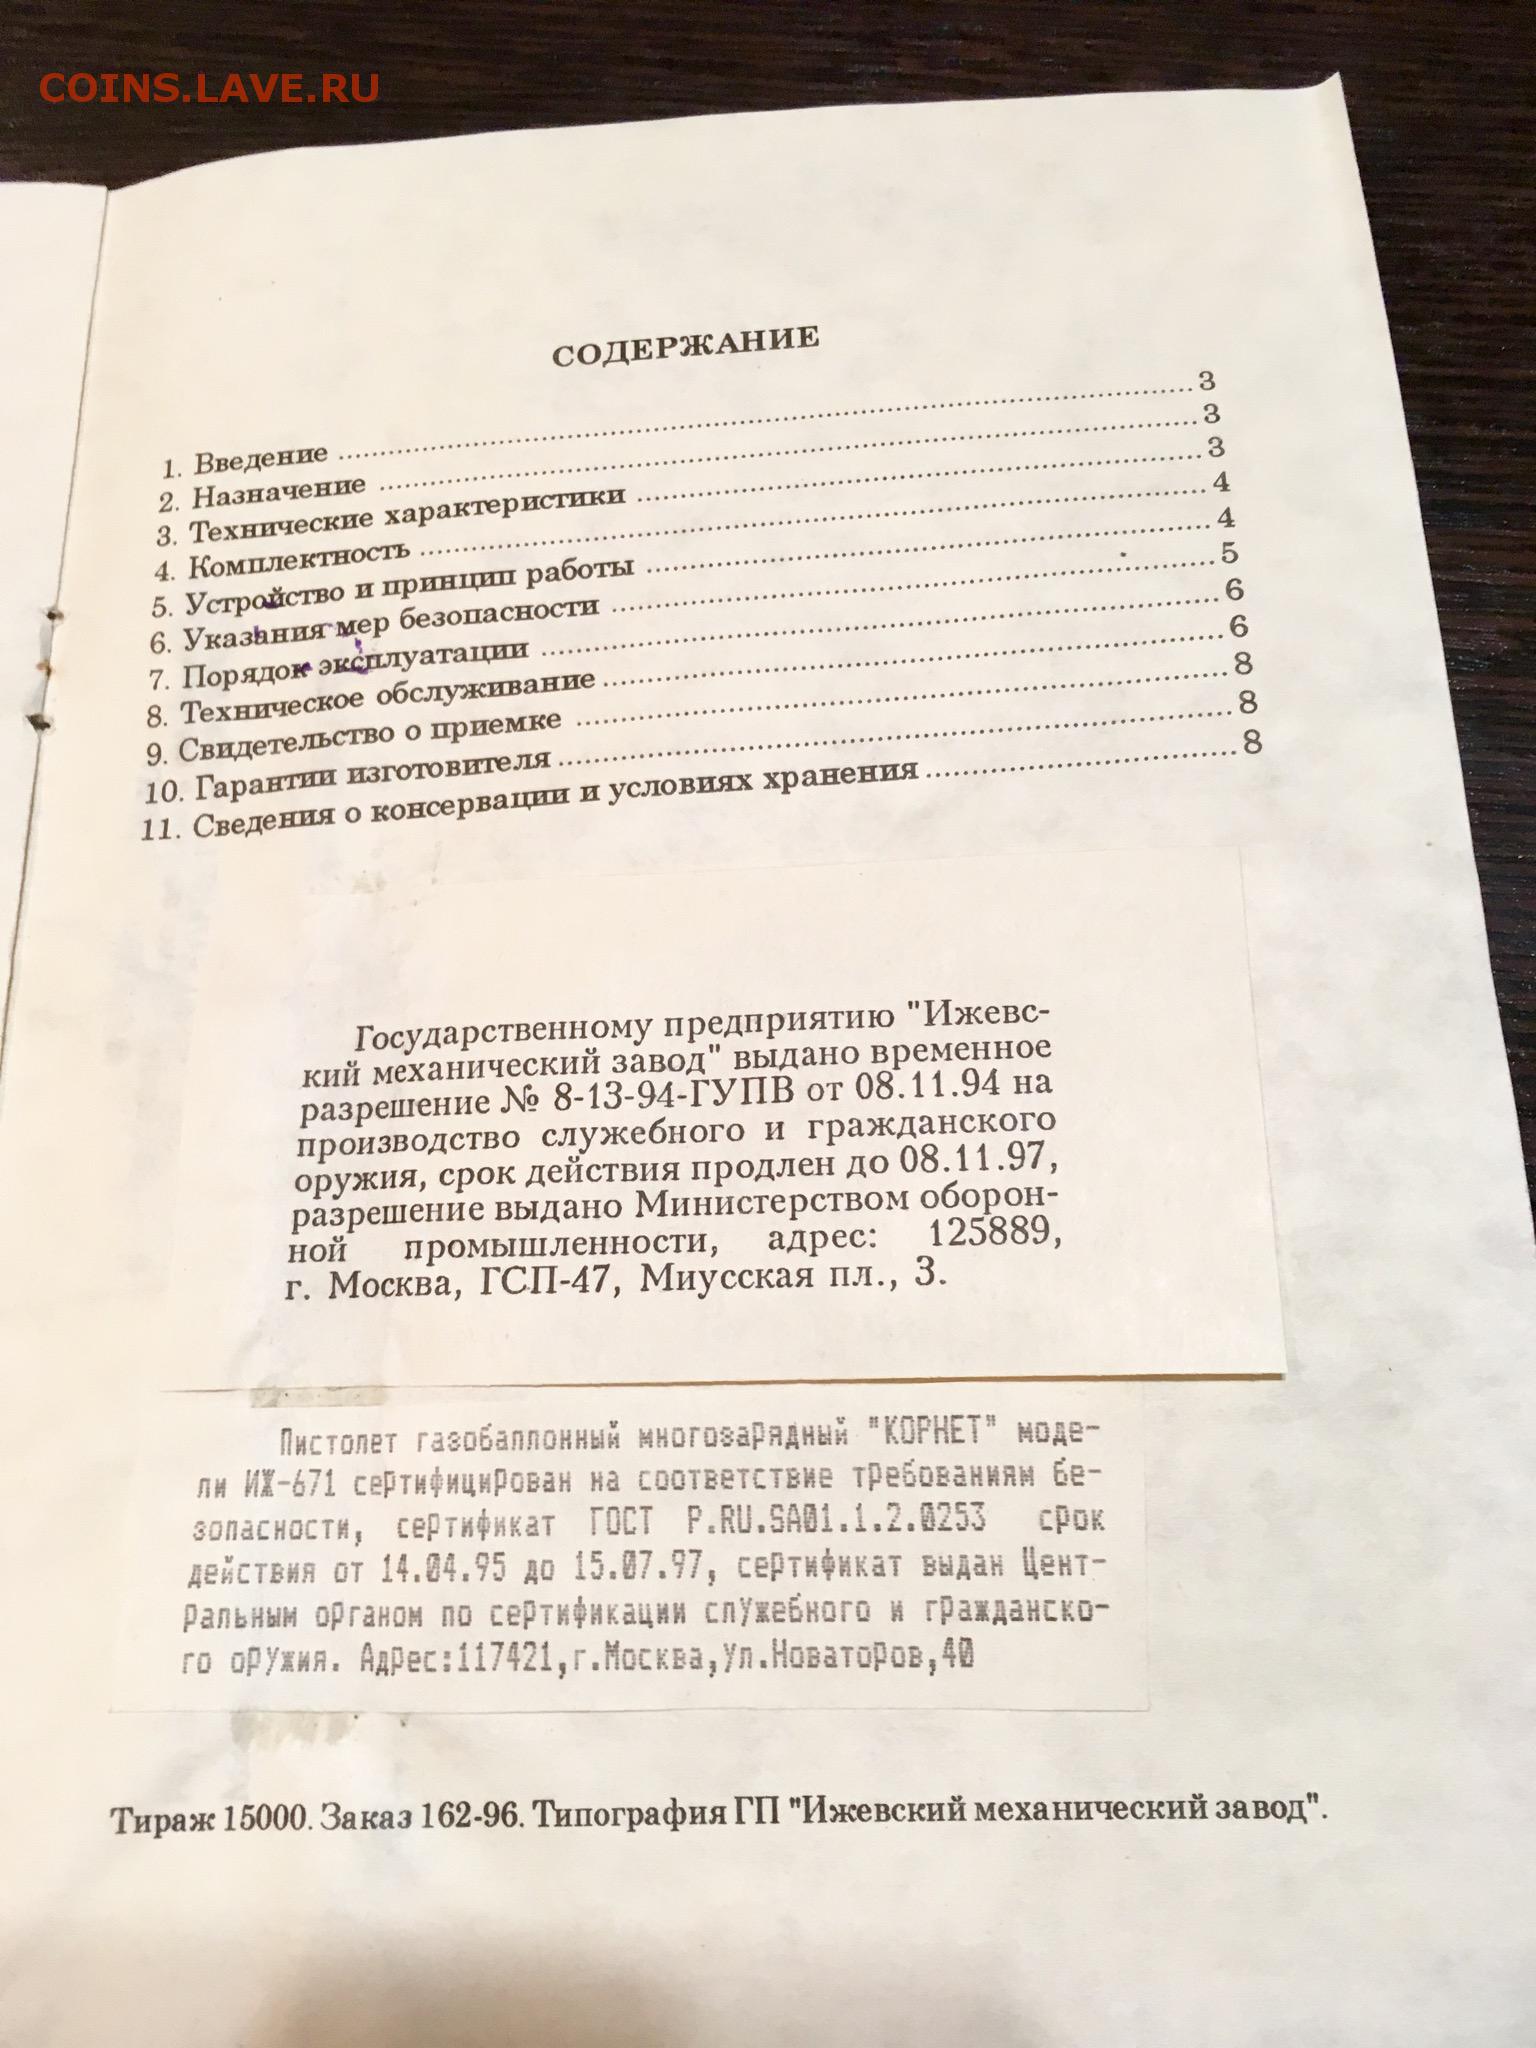 COINS.LAVE.RU
СОДЕРЖАНИЕ
1. Введение ........ 3
2. Назначение ........ 3
3. Технические характеристики ........ 3
4. Комплектность ........ 4
5. Устройство и принцип работы ........ 4
6. Указания мер безопасности ........ 5
7. Порядок эксплуатации ........ 6
8. Техническое обслуживание ........ 6
9. Свидетельство о приемке ........ 8
10. Гарантии изготовителя ........ 8
11. Сведения о консервации и условиях хранения ........ 8
Государственному предприятию "Ижевс-
кий механический завод" выдано временное
разрешение № 8-13-94-ГУПВ от 08.11.94 на
производство служебного и гражданского
оружия, срок действия продлен до 08.11.97,
разрешение выдано Министерством оборон-
ной промышленности, адрес: 125889,
г. Москва, ГСП-47, Миусская пл., 3.
Пистолет газобаллонный многозарядный "КОРНЕТ" моде-
ли ИЖ-671 сертифицирован на соответствие требованиям бе-
зопасности, сертификат ГОСТ Р.RU.SA01.1.2.0253 срок
действия от 14.04.95 до 15.07.97, сертификат выдан Цент-
ральным органом по сертификации служебного и гражданско-
го оружия. Адрес:117421,г.Москва,ул.Новаторов,40
Тираж 15000. Заказ 162-96. Типография ГП "Ижевский механический завод".